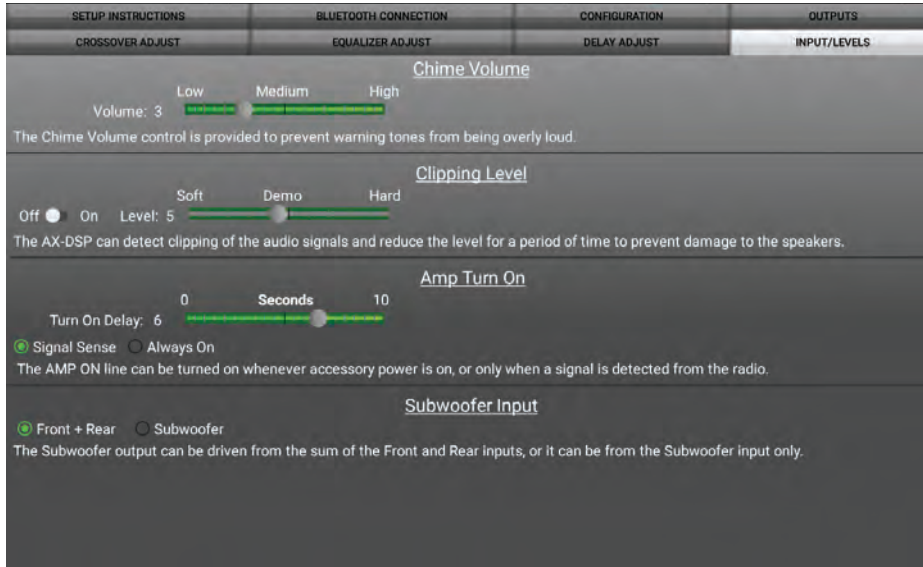 SETUP INSTRUCTIONS BLUETOOTH CONNECTION CONFIGURATION OUTPUTS
CROSSOVER ADJUST EQUALIZER ADJUST DELAY ADJUST INPUT/LEVELS
Chime Volume
Low Medium High
Volume: 3
The Chime Volume control is provided to prevent warning tones from being overly loud.
Clipping Level
Soft Demo Hard
Off On Level: 5
The AX-DSP can detect clipping of the audio signals and reduce the level for a period of time to prevent damage to the speakers.
Amp Turn On
0 Seconds 10
Turn On Delay: 6
Signal Sense Always On
The AMP ON line can be turned on whenever accessory power is on, or only when a signal is detected from the radio.
Subwoofer Input
Front + Rear Subwoofer
The Subwoofer output can be driven from the sum of the Front and Rear inputs, or it can be from the Subwoofer input only.